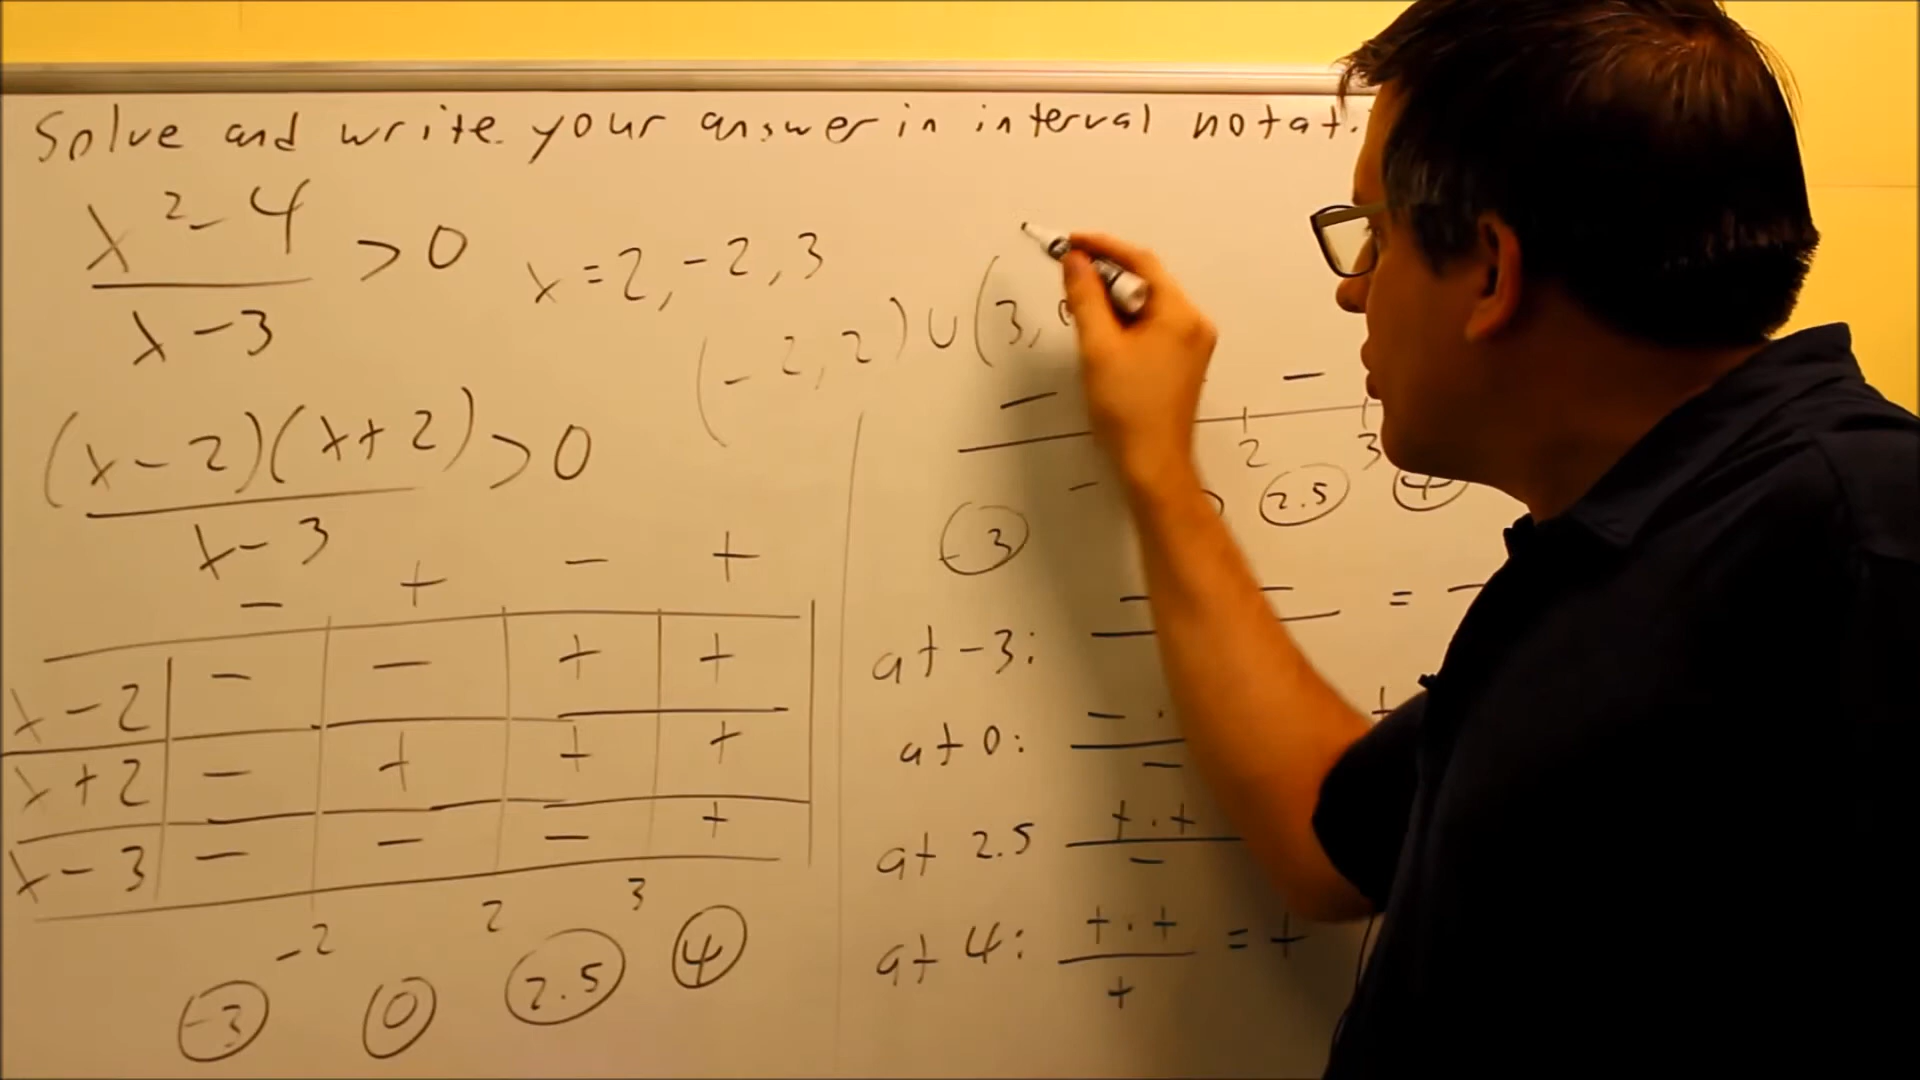 Solve and write your answer in interval notat.
x² - 4 / x - 3 > 0
x = 2, -2, 3
(-2, 2) ∪ (3,
(x - 2)(x + 2) / x - 3 > 0
- + - +
x - 2 | - | - | + | +
x + 2 | - | + | + | +
x - 3 | - | - | - | +
-2 2 3
-3 0 2.5 4
- -
- 2 3
-3 2.5 4
at -3: - - = -
at 0: - · / - +
at 2.5 + · + / -
at 4: + · + / + = +